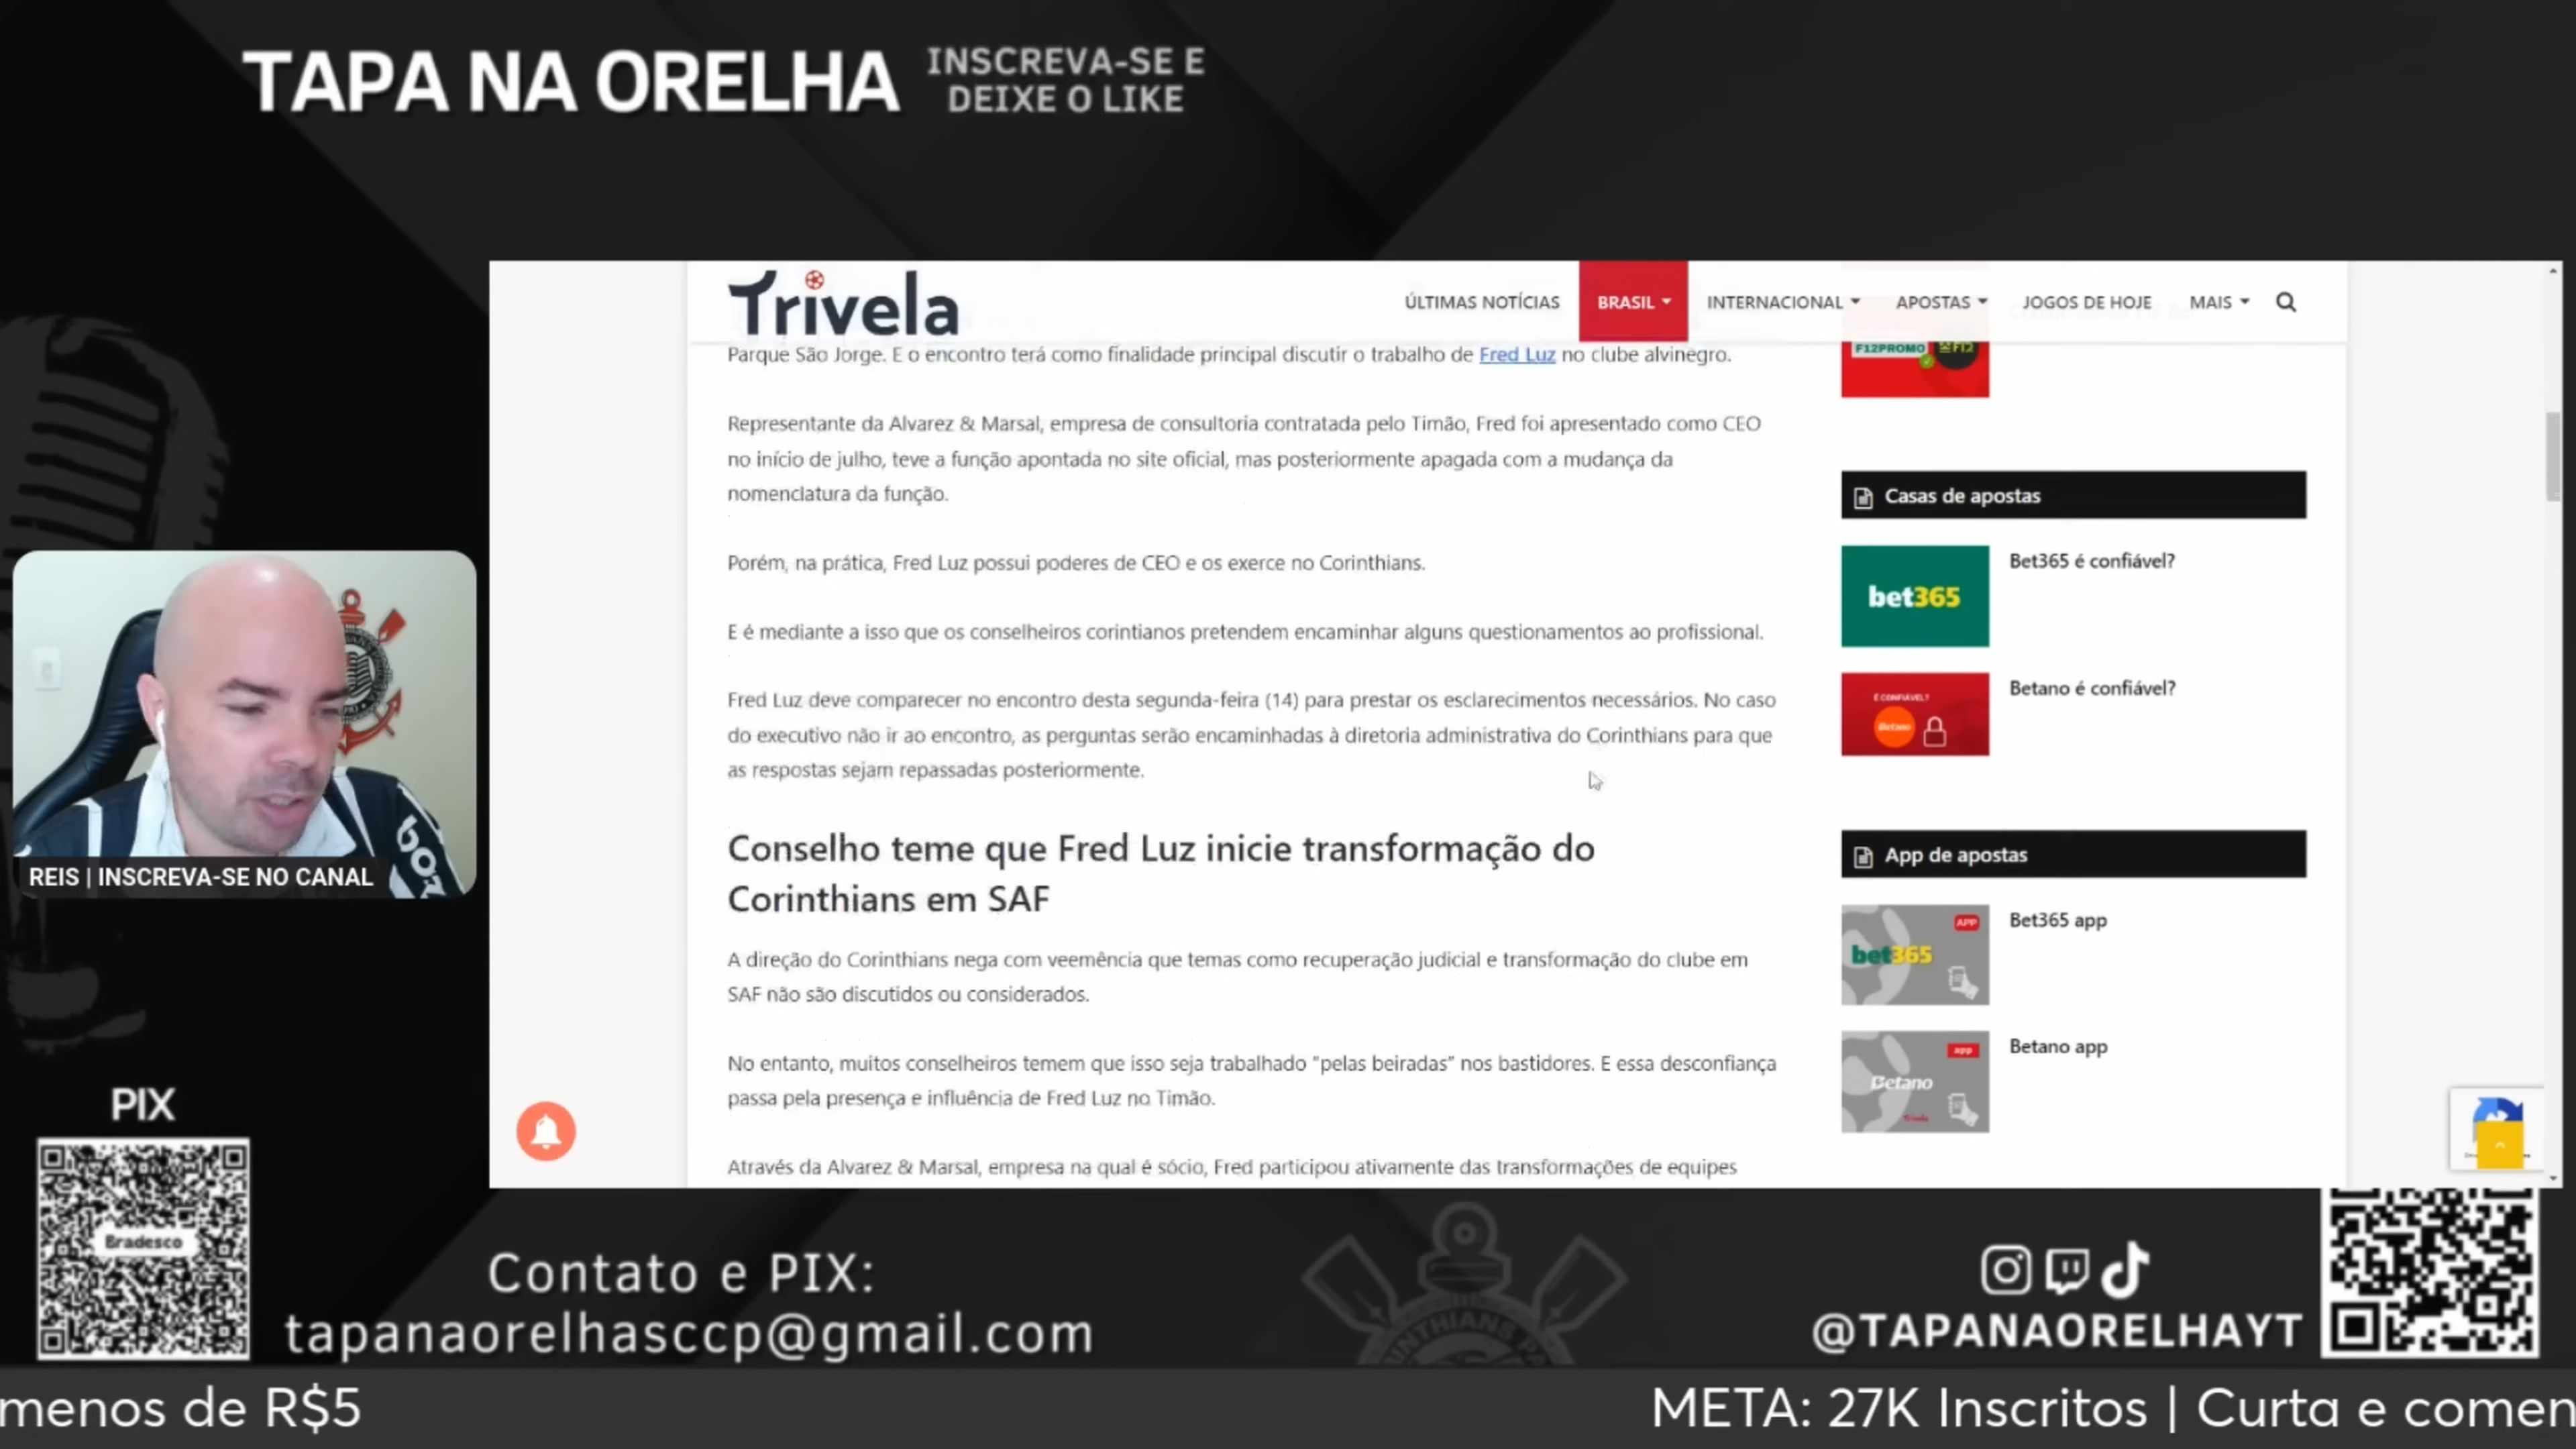 TAPA NA ORELHA
INSCREVA-SE E
DEIXE O LIKE
Trivela
ÚLTIMAS NOTÍCIAS
BRASIL
INTERNACIONAL
APOSTAS
JOGOS DE HOJE
MAIS
Parque São Jorge. E o encontro terá como finalidade principal discutir o trabalho de Fred Luz no clube alvinegro.
Representante da Alvarez & Marsal, empresa de consultoria contratada pelo Timão, Fred foi apresentado como CEO
no início de julho, teve a função apontada no site oficial, mas posteriormente apagada com a mudança da
nomenclatura da função.
Porém, na prática, Fred Luz possui poderes de CEO e os exerce no Corinthians.
E é mediante a isso que os conselheiros corintianos pretendem encaminhar alguns questionamentos ao profissional.
Fred Luz deve comparecer no encontro desta segunda-feira (14) para prestar os esclarecimentos necessários. No caso
do executivo não ir ao encontro, as perguntas serão encaminhadas à diretoria administrativa do Corinthians para que
as respostas sejam repassadas posteriormente.
Conselho teme que Fred Luz inicie transformação do
Corinthians em SAF
A direção do Corinthians nega com veemência que temas como recuperação judicial e transformação do clube em
SAF não são discutidos ou considerados.
No entanto, muitos conselheiros temem que isso seja trabalhado "pelas beiradas" nos bastidores. E essa desconfiança
passa pela presença e influência de Fred Luz no Timão.
Através da Alvarez & Marsal, empresa na qual é sócio, Fred participou ativamente das transformações de equipes
F12PROMO
F12
Casas de apostas
bet365
Bet365 é confiável?
É CONFIÁVEL?
Betano
Betano é confiável?
App de apostas
APP
bet365
Bet365 app
app
Betano
Betano app
boz
REIS | INSCREVA-SE NO CANAL
PIX
Bradesco
Contato e PIX:
tapanaorelhasccp@gmail.com
INTHIANS PA
@TAPANAORELHAYT
menos de R$5
META: 27K Inscritos | Curta e comen